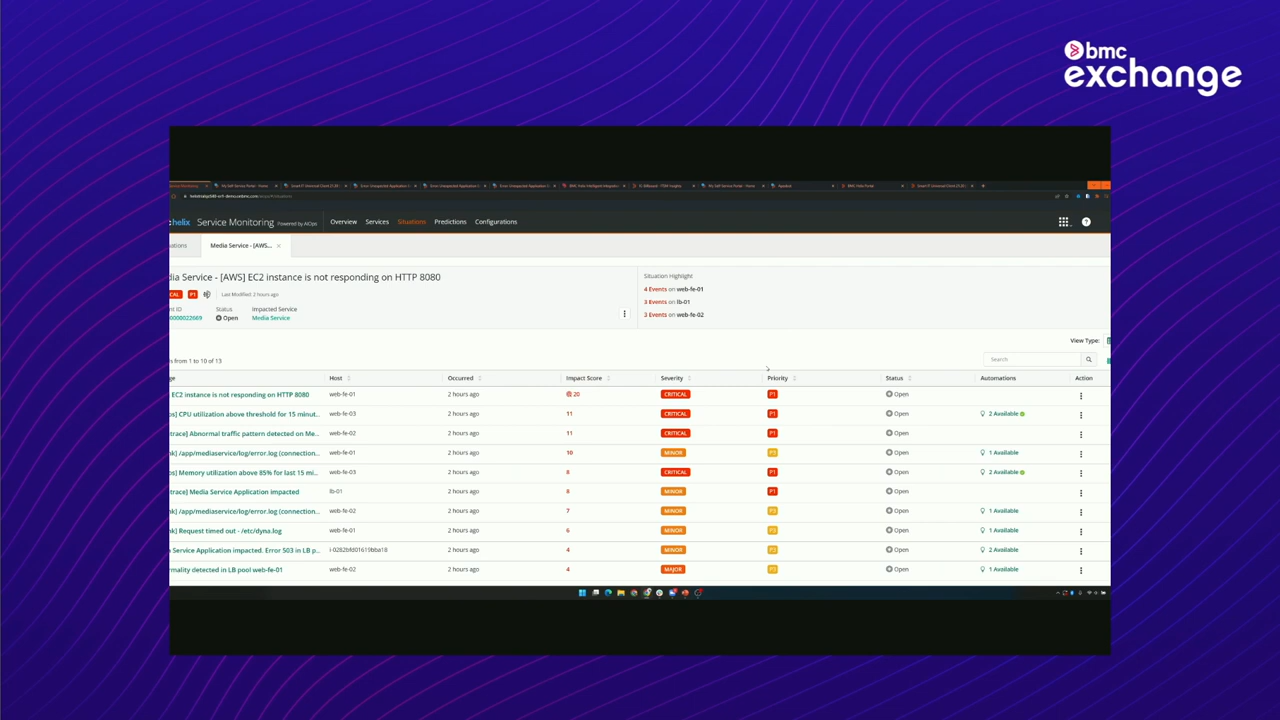 bmc
exchange
helix Service Monitoring Powered by AIOps Overview Services Situations Predictions Configurations
Media Service - [AWS... ×
dia Service - [AWS] EC2 instance is not responding on HTTP 8080
CAL P1 Last Modified: 2 hours ago
Status Impacted Service
Open Media Service
Situation Highlight
4 Events on web-fe-01
3 Events on lb-01
3 Events on web-fe-02
View Type:
s from 1 to 10 of 13
Search
ge Host Occurred Impact Score Severity Priority Status Automations Action
EC2 instance is not responding on HTTP 8080 web-fe-01 2 hours ago 20 CRITICAL P1 Open
s] CPU utilization above threshold for 15 minut... web-fe-03 2 hours ago 11 CRITICAL P1 Open 2 Available
trace] Abnormal traffic pattern detected on Me... web-fe-02 2 hours ago 11 CRITICAL P1 Open
nk] /app/mediaservice/log/error.log (connection... web-fe-01 2 hours ago 10 MINOR P3 Open 1 Available
s] Memory utilization above 85% for last 15 mi... web-fe-03 2 hours ago 8 CRITICAL P1 Open 2 Available
trace] Media Service Application impacted lb-01 2 hours ago 8 MINOR P1 Open
nk] /app/mediaservice/log/error.log (connection... web-fe-02 2 hours ago 7 MINOR P3 Open 1 Available
nk] Request timed out - /etc/dyna.log web-fe-01 2 hours ago 6 MINOR P3 Open 1 Available
Service Application impacted. Error 503 in LB p... i-0282bfd01619bba18 2 hours ago 4 MINOR P3 Open 2 Available
rmality detected in LB pool web-fe-01 web-fe-02 2 hours ago 4 MAJOR P3 Open 1 Available